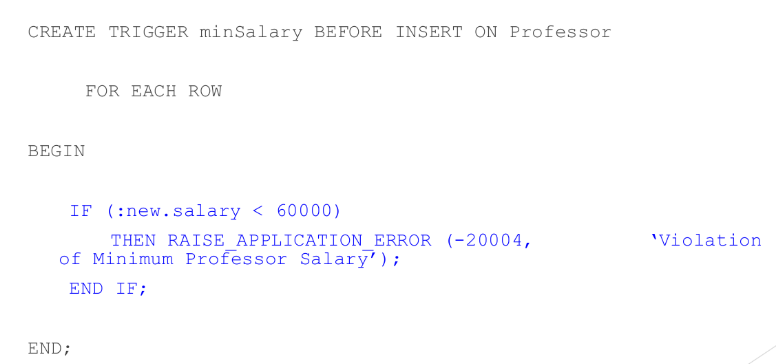 CREATE TRIGGER minSalary BEFORE INSERT ON Professor
FOR EACH ROW
BEGIN
IF (:new.salary < 60000)
THEN RAISE_APPLICATION_ERROR (-20004, ‛Violation
of Minimum Professor Salary’);
END IF;
END;